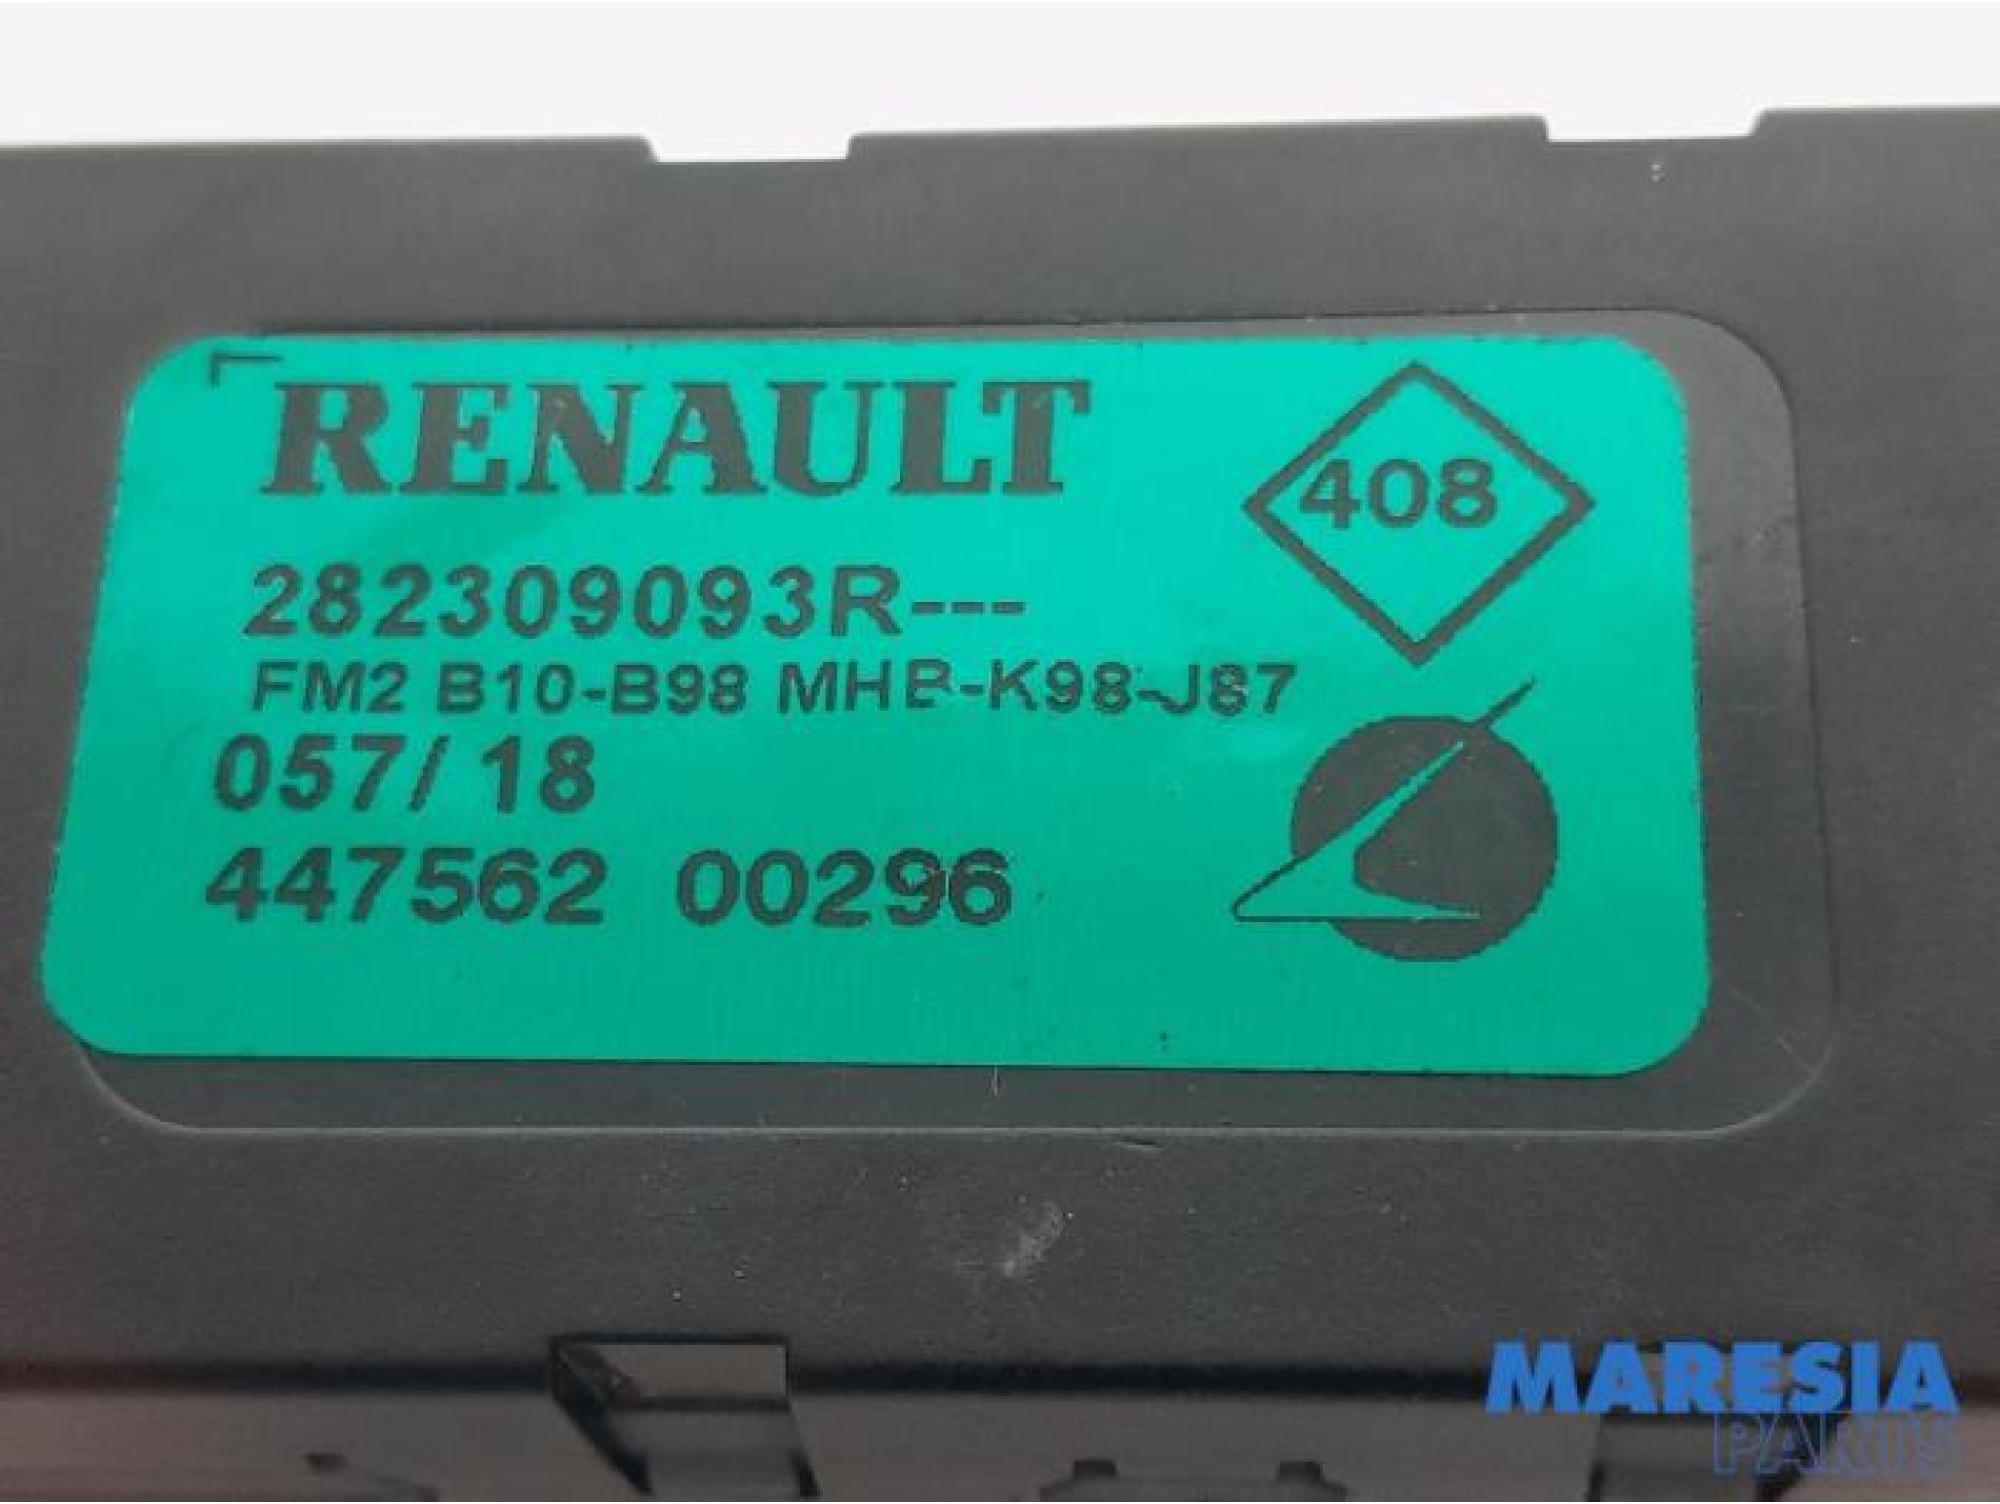 RENAULT
408
282309093R---
FM2 B10-B98 MHB-K98-J87
057/18
447562 00296
MARESIA
PARTS